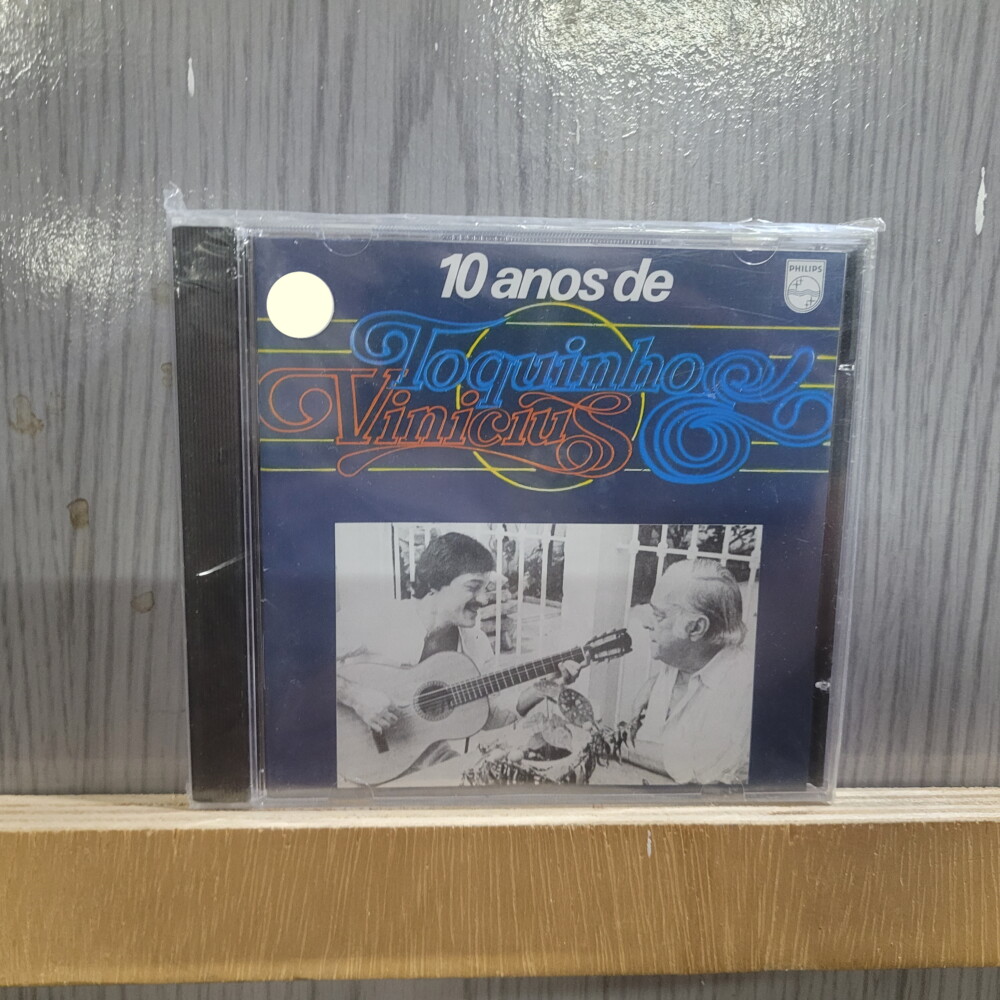 10 anos de
PHILIPS
Toquinho &
Vinicius